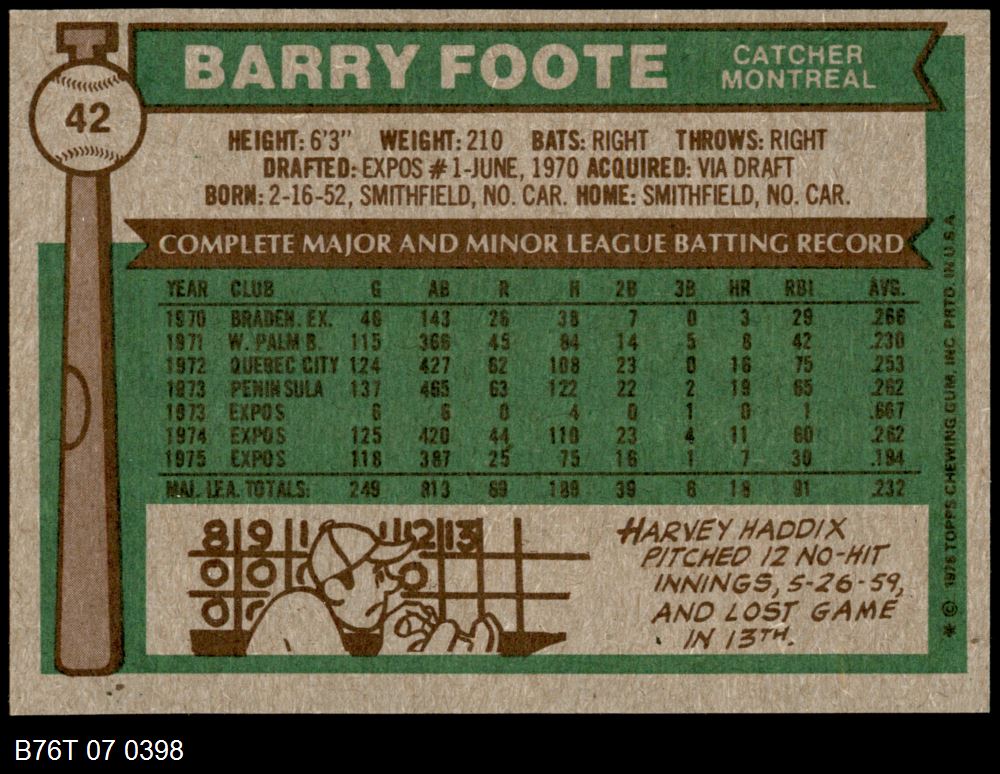 42
BARRY FOOTE
CATCHER
MONTREAL
HEIGHT: 6'3" WEIGHT: 210 BATS: RIGHT THROWS: RIGHT
DRAFTED: EXPOS #1-JUNE, 1970 ACQUIRED: VIA DRAFT
BORN: 2-16-52, SMITHFIELD, NO. CAR. HOME: SMITHFIELD, NO. CAR.
COMPLETE MAJOR AND MINOR LEAGUE BATTING RECORD
YEAR CLUB G AB R H 2B 3B HR RBI AVG.
1970 BRADEN. EX. 46 143 26 38 7 0 3 29 .266
1971 W. PALM B. 115 366 45 84 14 5 8 42 .230
1972 QUEBEC CITY 124 427 62 108 23 0 16 75 .253
1973 PENINSULA 137 465 63 122 22 2 19 65 .262
1973 EXPOS 6 6 0 4 0 1 0 1 .667
1974 EXPOS 125 420 44 110 23 4 11 60 .262
1975 EXPOS 118 387 25 75 16 1 7 30 .194
MAJ. LEA. TOTALS: 249 813 69 189 39 6 18 91 .232
8 9 1 11 12 13
0 0 0
0
HARVEY HADDIX
PITCHED 12 NO-HIT
INNINGS, 5-26-59,
AND LOST GAME
IN 13TH.
* © 1976 TOPPS CHEWING GUM, INC. PRTD. IN U.S.A.
B76T 07 0398